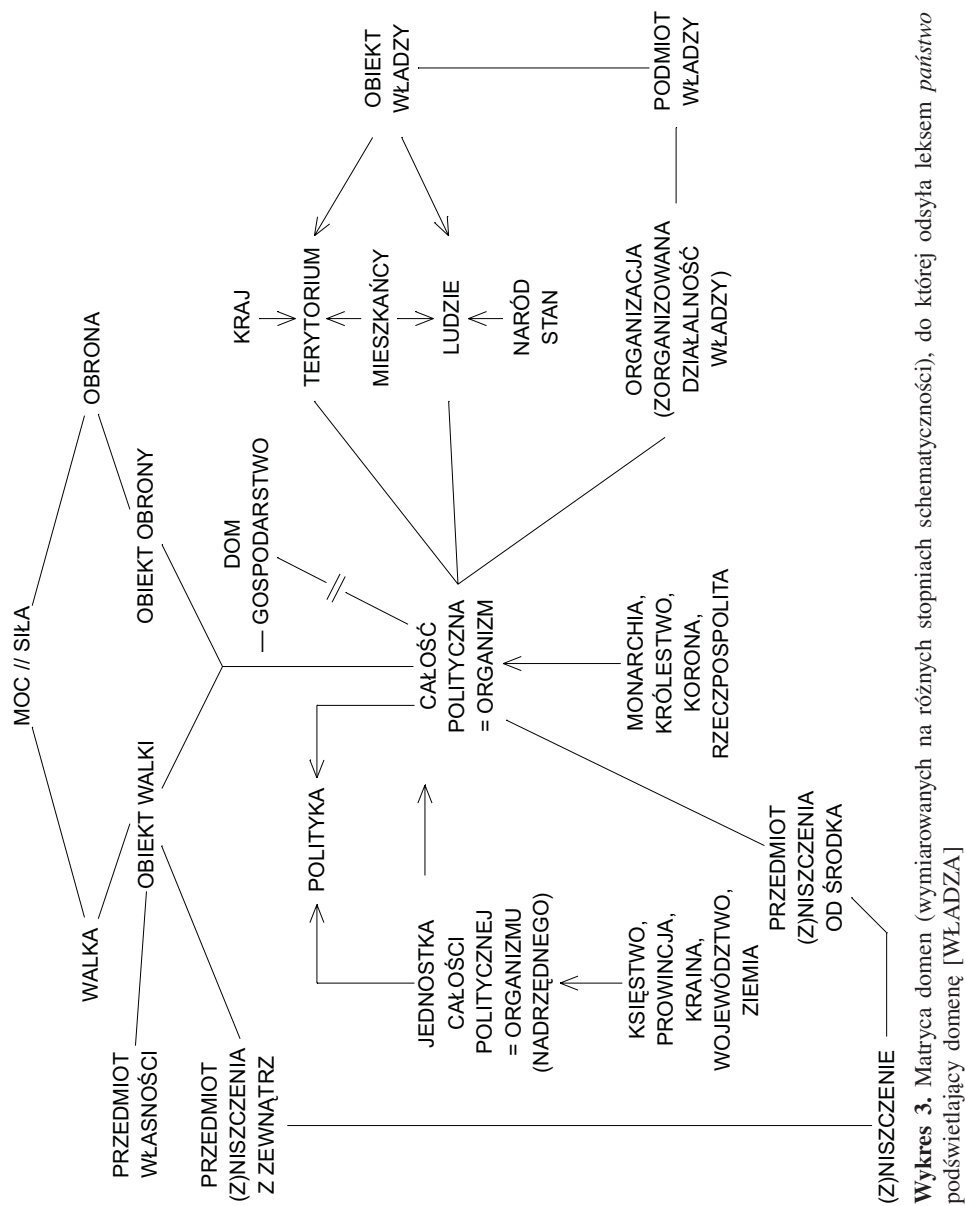 MOC // SIŁA
WALKA
OBRONA
PRZEDMIOT
WŁASNOŚCI
OBIEKT WALKI
OBIEKT OBRONY
PRZEDMIOT
(Z)NISZCZENIA
Z ZEWNĄTRZ
DOM
— GOSPODARSTWO
KRAJ
TERYTORIUM
MIESZKAŃCY
LUDZIE
NARÓD
STAN
OBIEKT
WŁADZY
POLITYKA
JEDNOSTKA
CAŁOŚCI
POLITYCZNEJ
= ORGANIZMU
(NADRZĘDNEGO)
CAŁOŚĆ
POLITYCZNA
= ORGANIZM
KSIĘSTWO,
PROWINCJA,
KRAINA,
WOJEWÓDZTWO,
ZIEMIA
MONARCHIA,
KRÓLESTWO,
KORONA,
RZECZPOSPOLITA
ORGANIZACJA
(ZORGANIZOWANA
DZIAŁALNOŚĆ
WŁADZY)
PODMIOT
WŁADZY
PRZEDMIOT
(Z)NISZCZENIA
OD ŚRODKA
(Z)NISZCZENIE
Wykres 3. Matryca domen (wymiarowanych na różnych stopniach schematyczności), do której odsyła leksem państwo
podświetlający domenę [WŁADZA]